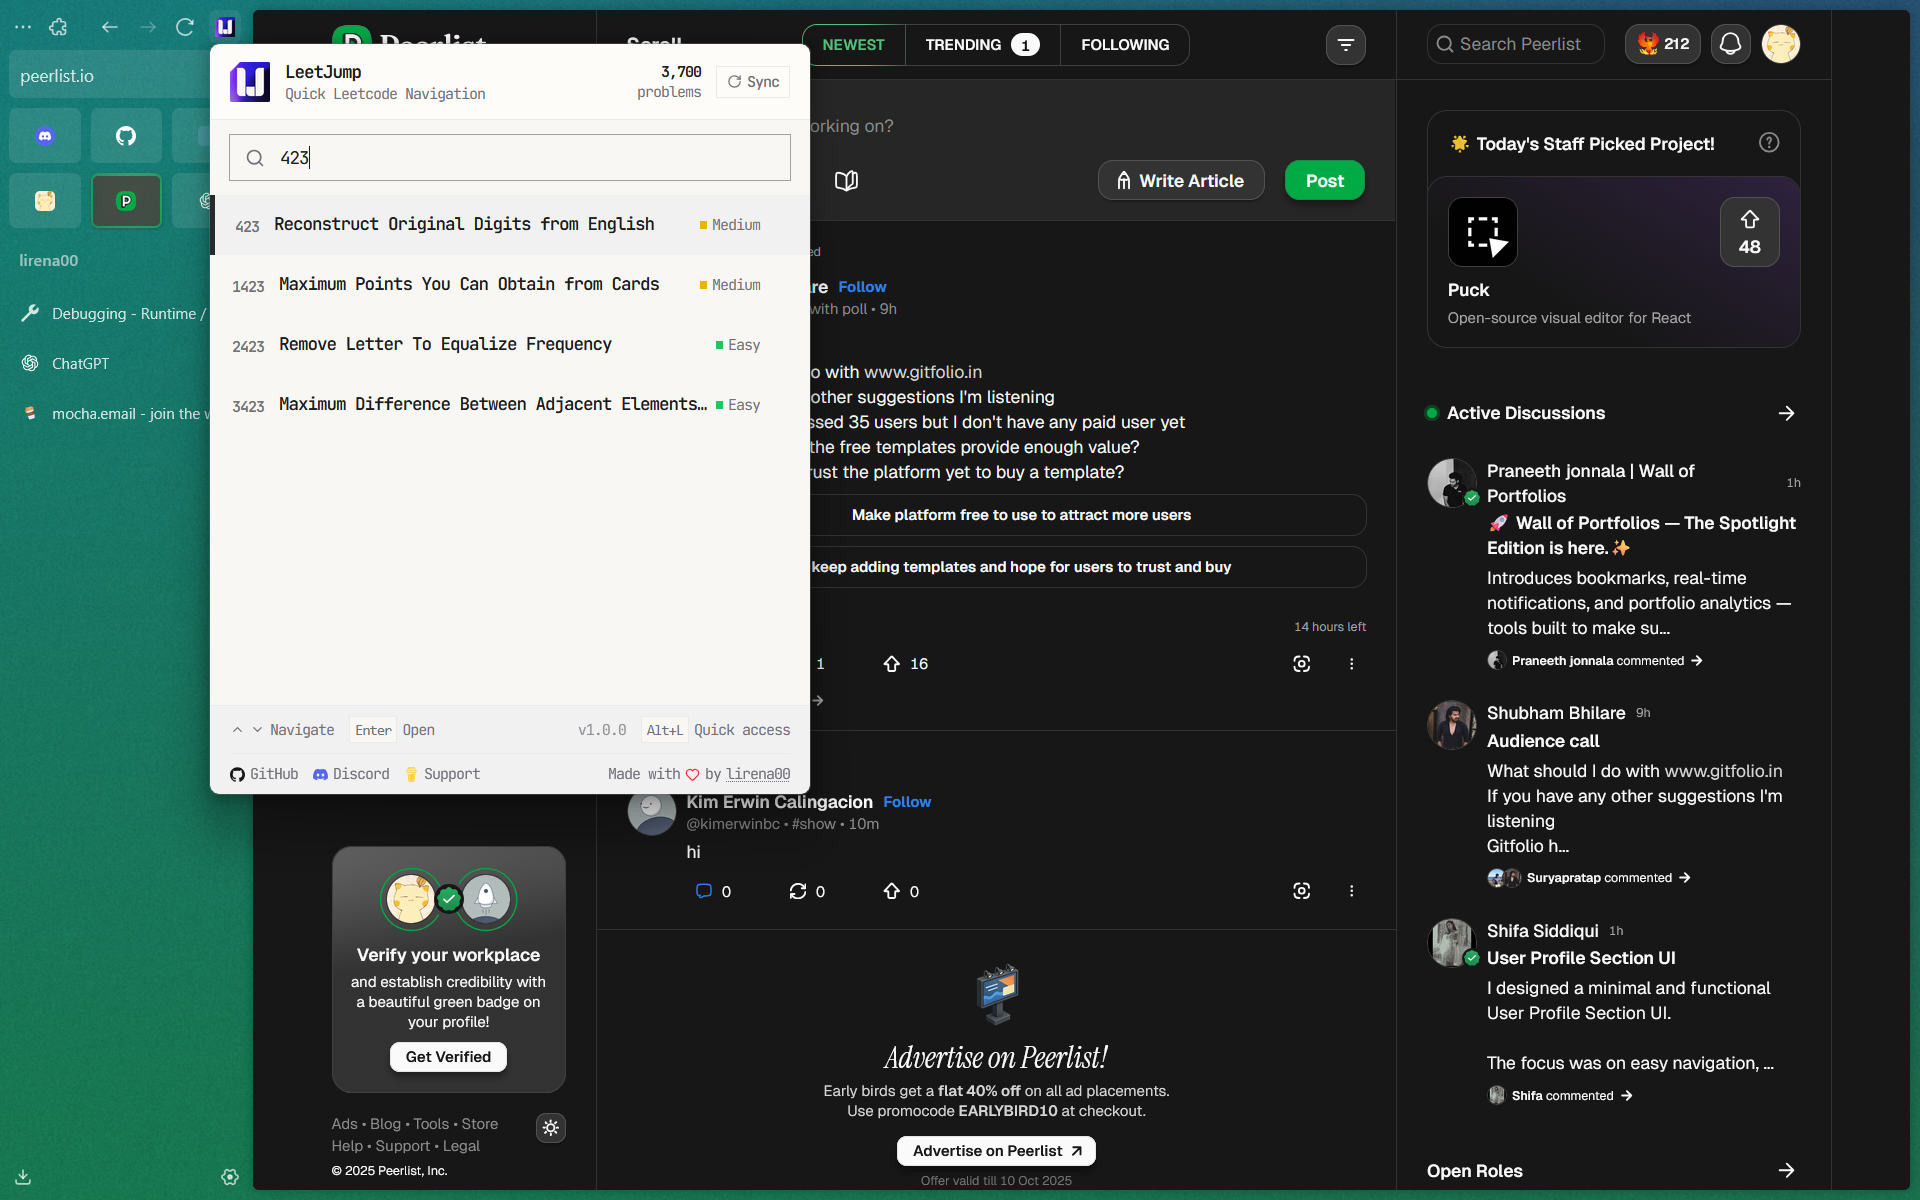 peerlist.io
lirena00
Debugging - Runtime /
ChatGPT
mocha.email - join the w
LeetJump
Quick Leetcode Navigation
3,700
problems
Sync
423
423 Reconstruct Original Digits from English Medium
1423 Maximum Points You Can Obtain from Cards Medium
2423 Remove Letter To Equalize Frequency Easy
3423 Maximum Difference Between Adjacent Elements… Easy
Navigate Enter Open v1.0.0 Alt+L Quick access
GitHub Discord Support Made with by lirena00
Peerlist
Scroll
NEWEST TRENDING 1 FOLLOWING
orking on?
Write Article Post
ed
re Follow
with poll • 9h
o with www.gitfolio.in
other suggestions I'm listening
ssed 35 users but I don't have any paid user yet
the free templates provide enough value?
rust the platform yet to buy a template?
Make platform free to use to attract more users
keep adding templates and hope for users to trust and buy
14 hours left
1 16
Kim Erwin Calingacion Follow
@kimerwinbc • #show • 10m
hi
0 0 0
Advertise on Peerlist!
Early birds get a flat 40% off on all ad placements.
Use promocode EARLYBIRD10 at checkout.
Advertise on Peerlist
Offer valid till 10 Oct 2025
Verify your workplace
and establish credibility with
a beautiful green badge on
your profile!
Get Verified
Ads • Blog • Tools • Store
Help • Support • Legal
© 2025 Peerlist, Inc.
Search Peerlist
212
Today's Staff Picked Project!
48
Puck
Open-source visual editor for React
Active Discussions
Praneeth jonnala | Wall of
Portfolios
1h
🚀 Wall of Portfolios — The Spotlight
Edition is here.✨
Introduces bookmarks, real-time
notifications, and portfolio analytics —
tools built to make su...
Praneeth jonnala commented
Shubham Bhilare 9h
Audience call
What should I do with www.gitfolio.in
If you have any other suggestions I'm
listening
Gitfolio h...
Suryapratap commented
Shifa Siddiqui 1h
User Profile Section UI
I designed a minimal and functional
User Profile Section UI.
The focus was on easy navigation, ...
Shifa commented
Open Roles